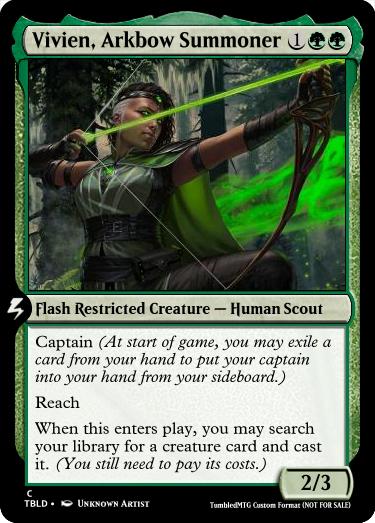 Vivien, Arkbow Summoner 1
Flash Restricted Creature — Human Scout
Captain (At start of game, you may exile a
card from your hand to put your captain
into your hand from your sideboard.)
Reach
When this enters play, you may search
your library for a creature card and cast
it. (You still need to pay its costs.)
2/3
C
TBLD • Unknown Artist
TumbledMTG Custom Format (NOT FOR SALE)